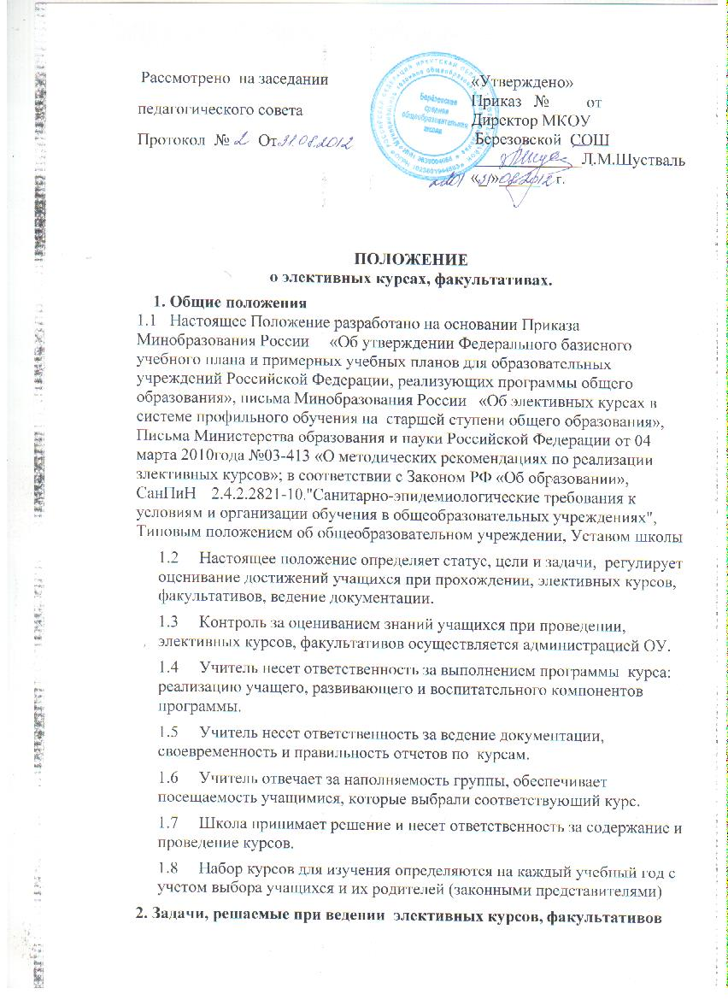 Рассмотрено на заседании
педагогического совета
Протокол № 2 От 31.08.2012
«Утверждено»
Приказ № от
Директор МКОУ
Березовской СОШ
Л.М.Шустваль
«31» 08.2012 г.
Берёзовская
средняя
общеобразовательная
школа
ПОЛОЖЕНИЕ
о элективных курсах, факультативах.
1. Общие положения
1.1 Настоящее Положение разработано на основании Приказа
Минобразования России «Об утверждении Федерального базисного
учебного плана и примерных учебных планов для образовательных
учреждений Российской Федерации, реализующих программы общего
образования», письма Минобразования России «Об элективных курсах в
системе профильного обучения на старшей ступени общего образования»,
Письма Министерства образования и науки Российской Федерации от 04
марта 2010года №03-413 «О методических рекомендациях по реализации
элективных курсов»; в соответствии с Законом РФ «Об образовании»,
СанПиН 2.4.2.2821-10."Санитарно-эпидемиологические требования к
условиям и организации обучения в общеобразовательных учреждениях",
Типовым положением об общеобразовательном учреждении, Уставом школы
1.2 Настоящее положение определяет статус, цели и задачи, регулирует
оценивание достижений учащихся при прохождении, элективных курсов,
факультативов, ведение документации.
1.3 Контроль за оцениванием знаний учащихся при проведении,
элективных курсов, факультативов осуществляется администрацией ОУ.
1.4 Учитель несет ответственность за выполнением программы курса:
реализацию учащего, развивающего и воспитательного компонентов
программы.
1.5 Учитель несет ответственность за ведение документации,
своевременность и правильность отчетов по курсам.
1.6 Учитель отвечает за наполняемость группы, обеспечивает
посещаемость учащимися, которые выбрали соответствующий курс.
1.7 Школа принимает решение и несет ответственность за содержание и
проведение курсов.
1.8 Набор курсов для изучения определяются на каждый учебный год с
учетом выбора учащихся и их родителей (законными представителями)
2. Задачи, решаемые при ведении элективных курсов, факультативов